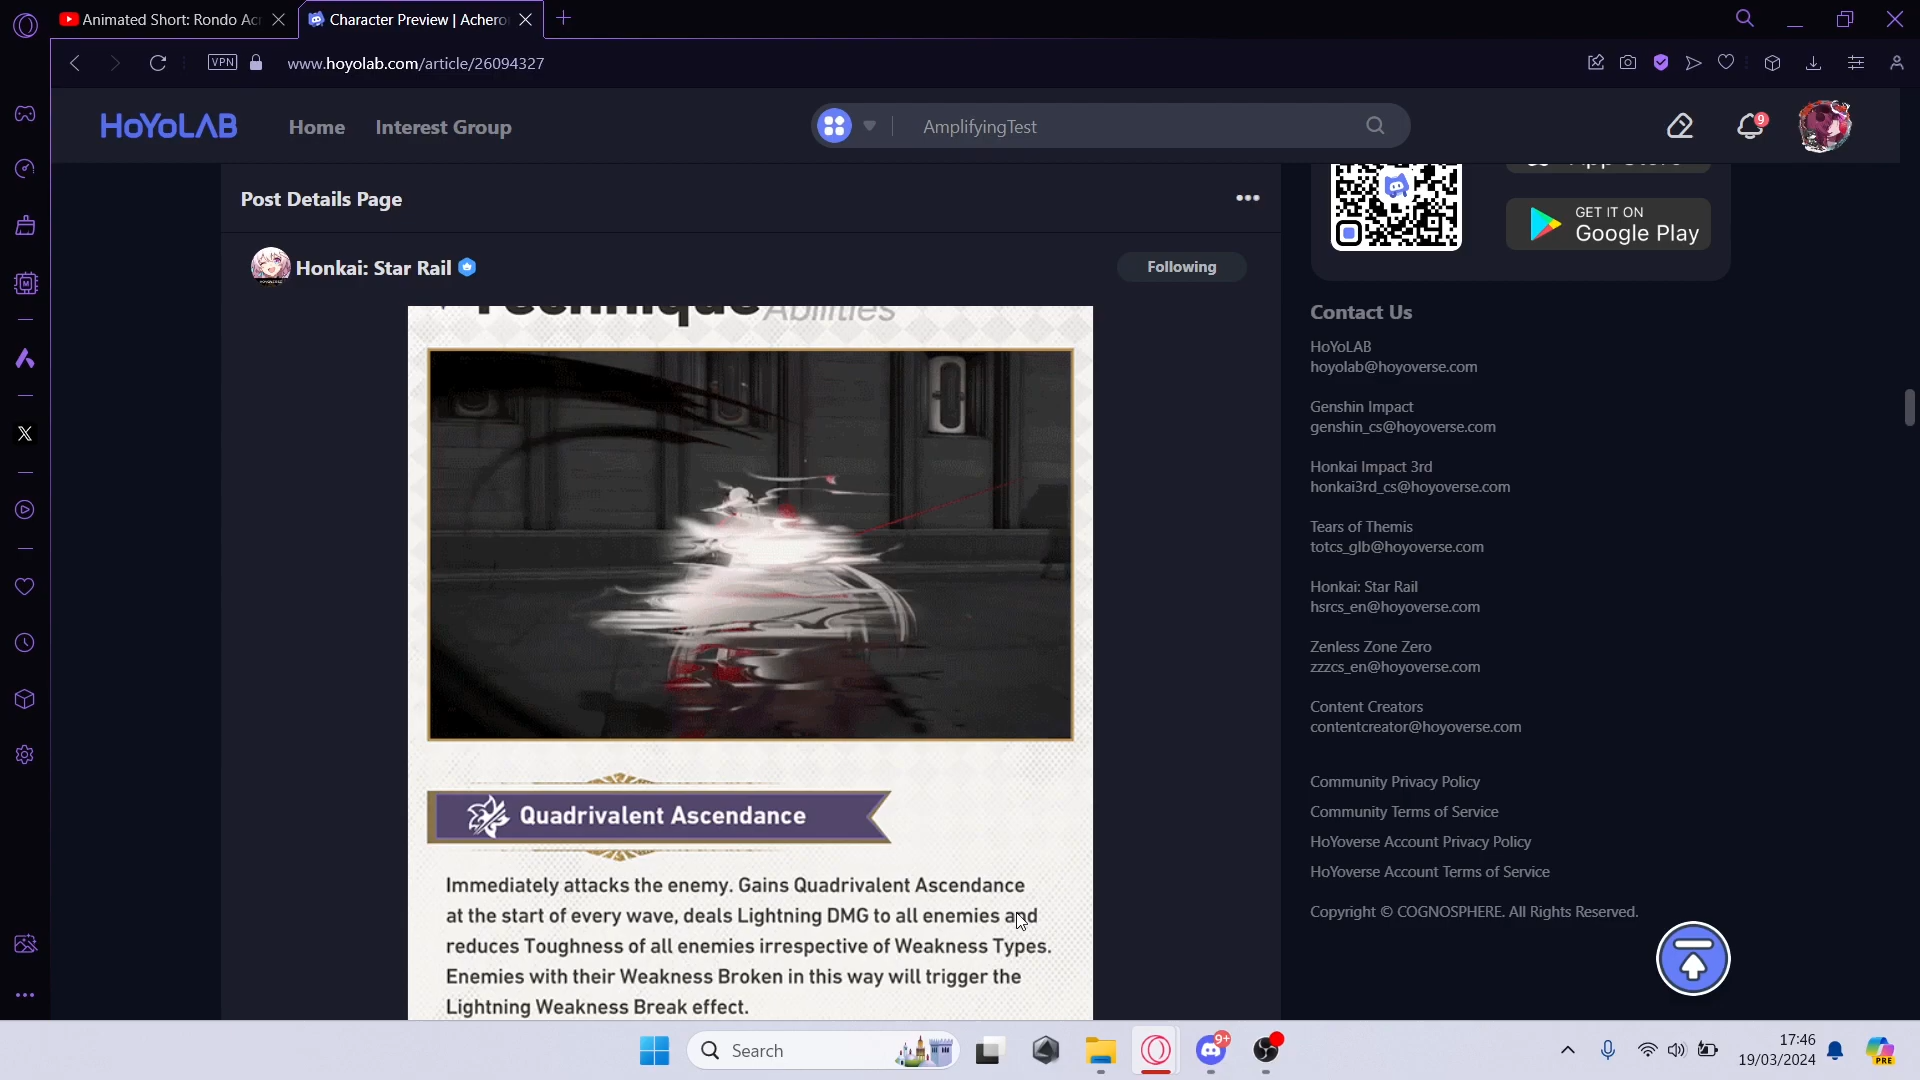 Animated Short: Rondo Ac
Character Preview | Achero
VPN
www.hoyolab.com/article/26094327
HoYoLAB
Home
Interest Group
AmplifyingTest
9
Post Details Page
Honkai: Star Rail
Following
Technique Abilities
Quadrivalent Ascendance
Immediately attacks the enemy. Gains Quadrivalent Ascendance
at the start of every wave, deals Lightning DMG to all enemies and
reduces Toughness of all enemies irrespective of Weakness Types.
Enemies with their Weakness Broken in this way will trigger the
Lightning Weakness Break effect.
App Store
GET IT ON
Google Play
Contact Us
HoYoLAB
hoyolab@hoyoverse.com
Genshin Impact
genshin_cs@hoyoverse.com
Honkai Impact 3rd
honkai3rd_cs@hoyoverse.com
Tears of Themis
totcs_glb@hoyoverse.com
Honkai: Star Rail
hsrcs_en@hoyoverse.com
Zenless Zone Zero
zzzcs_en@hoyoverse.com
Content Creators
contentcreator@hoyoverse.com
Community Privacy Policy
Community Terms of Service
HoYoverse Account Privacy Policy
HoYoverse Account Terms of Service
Copyright © COGNOSPHERE. All Rights Reserved.
Search
9+
17:46
19/03/2024
PRE